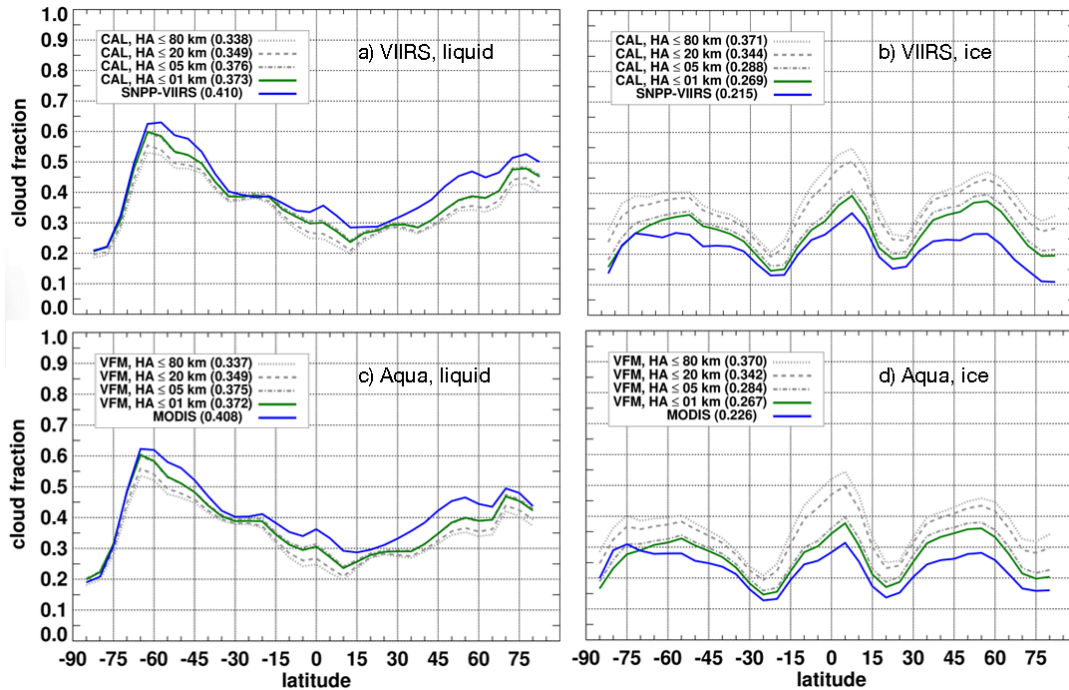 1.0
0.9
0.8
0.7
0.6
0.5
0.4
0.3
0.2
0.1
0.0
cloud fraction
CAL, HA ≤ 80 km (0.338)
CAL, HA ≤ 20 km (0.349)
CAL, HA ≤ 05 km (0.376)
CAL, HA ≤ 01 km (0.373)
SNPP-VIIRS (0.410)
a) VIIRS, liquid
CAL, HA ≤ 80 km (0.371)
CAL, HA ≤ 20 km (0.344)
CAL, HA ≤ 05 km (0.288)
CAL, HA ≤ 01 km (0.269)
SNPP-VIIRS (0.215)
b) VIIRS, ice
1.0
0.9
0.8
0.7
0.6
0.5
0.4
0.3
0.2
0.1
0.0
cloud fraction
VFM, HA ≤ 80 km (0.337)
VFM, HA ≤ 20 km (0.349)
VFM, HA ≤ 05 km (0.375)
VFM, HA ≤ 01 km (0.372)
MODIS (0.408)
c) Aqua, liquid
VFM, HA ≤ 80 km (0.370)
VFM, HA ≤ 20 km (0.342)
VFM, HA ≤ 05 km (0.284)
VFM, HA ≤ 01 km (0.267)
MODIS (0.226)
d) Aqua, ice
-90 -75 -60 -45 -30 -15 0 15 30 45 60 75
latitude
-90 -75 -60 -45 -30 -15 0 15 30 45 60 75
latitude